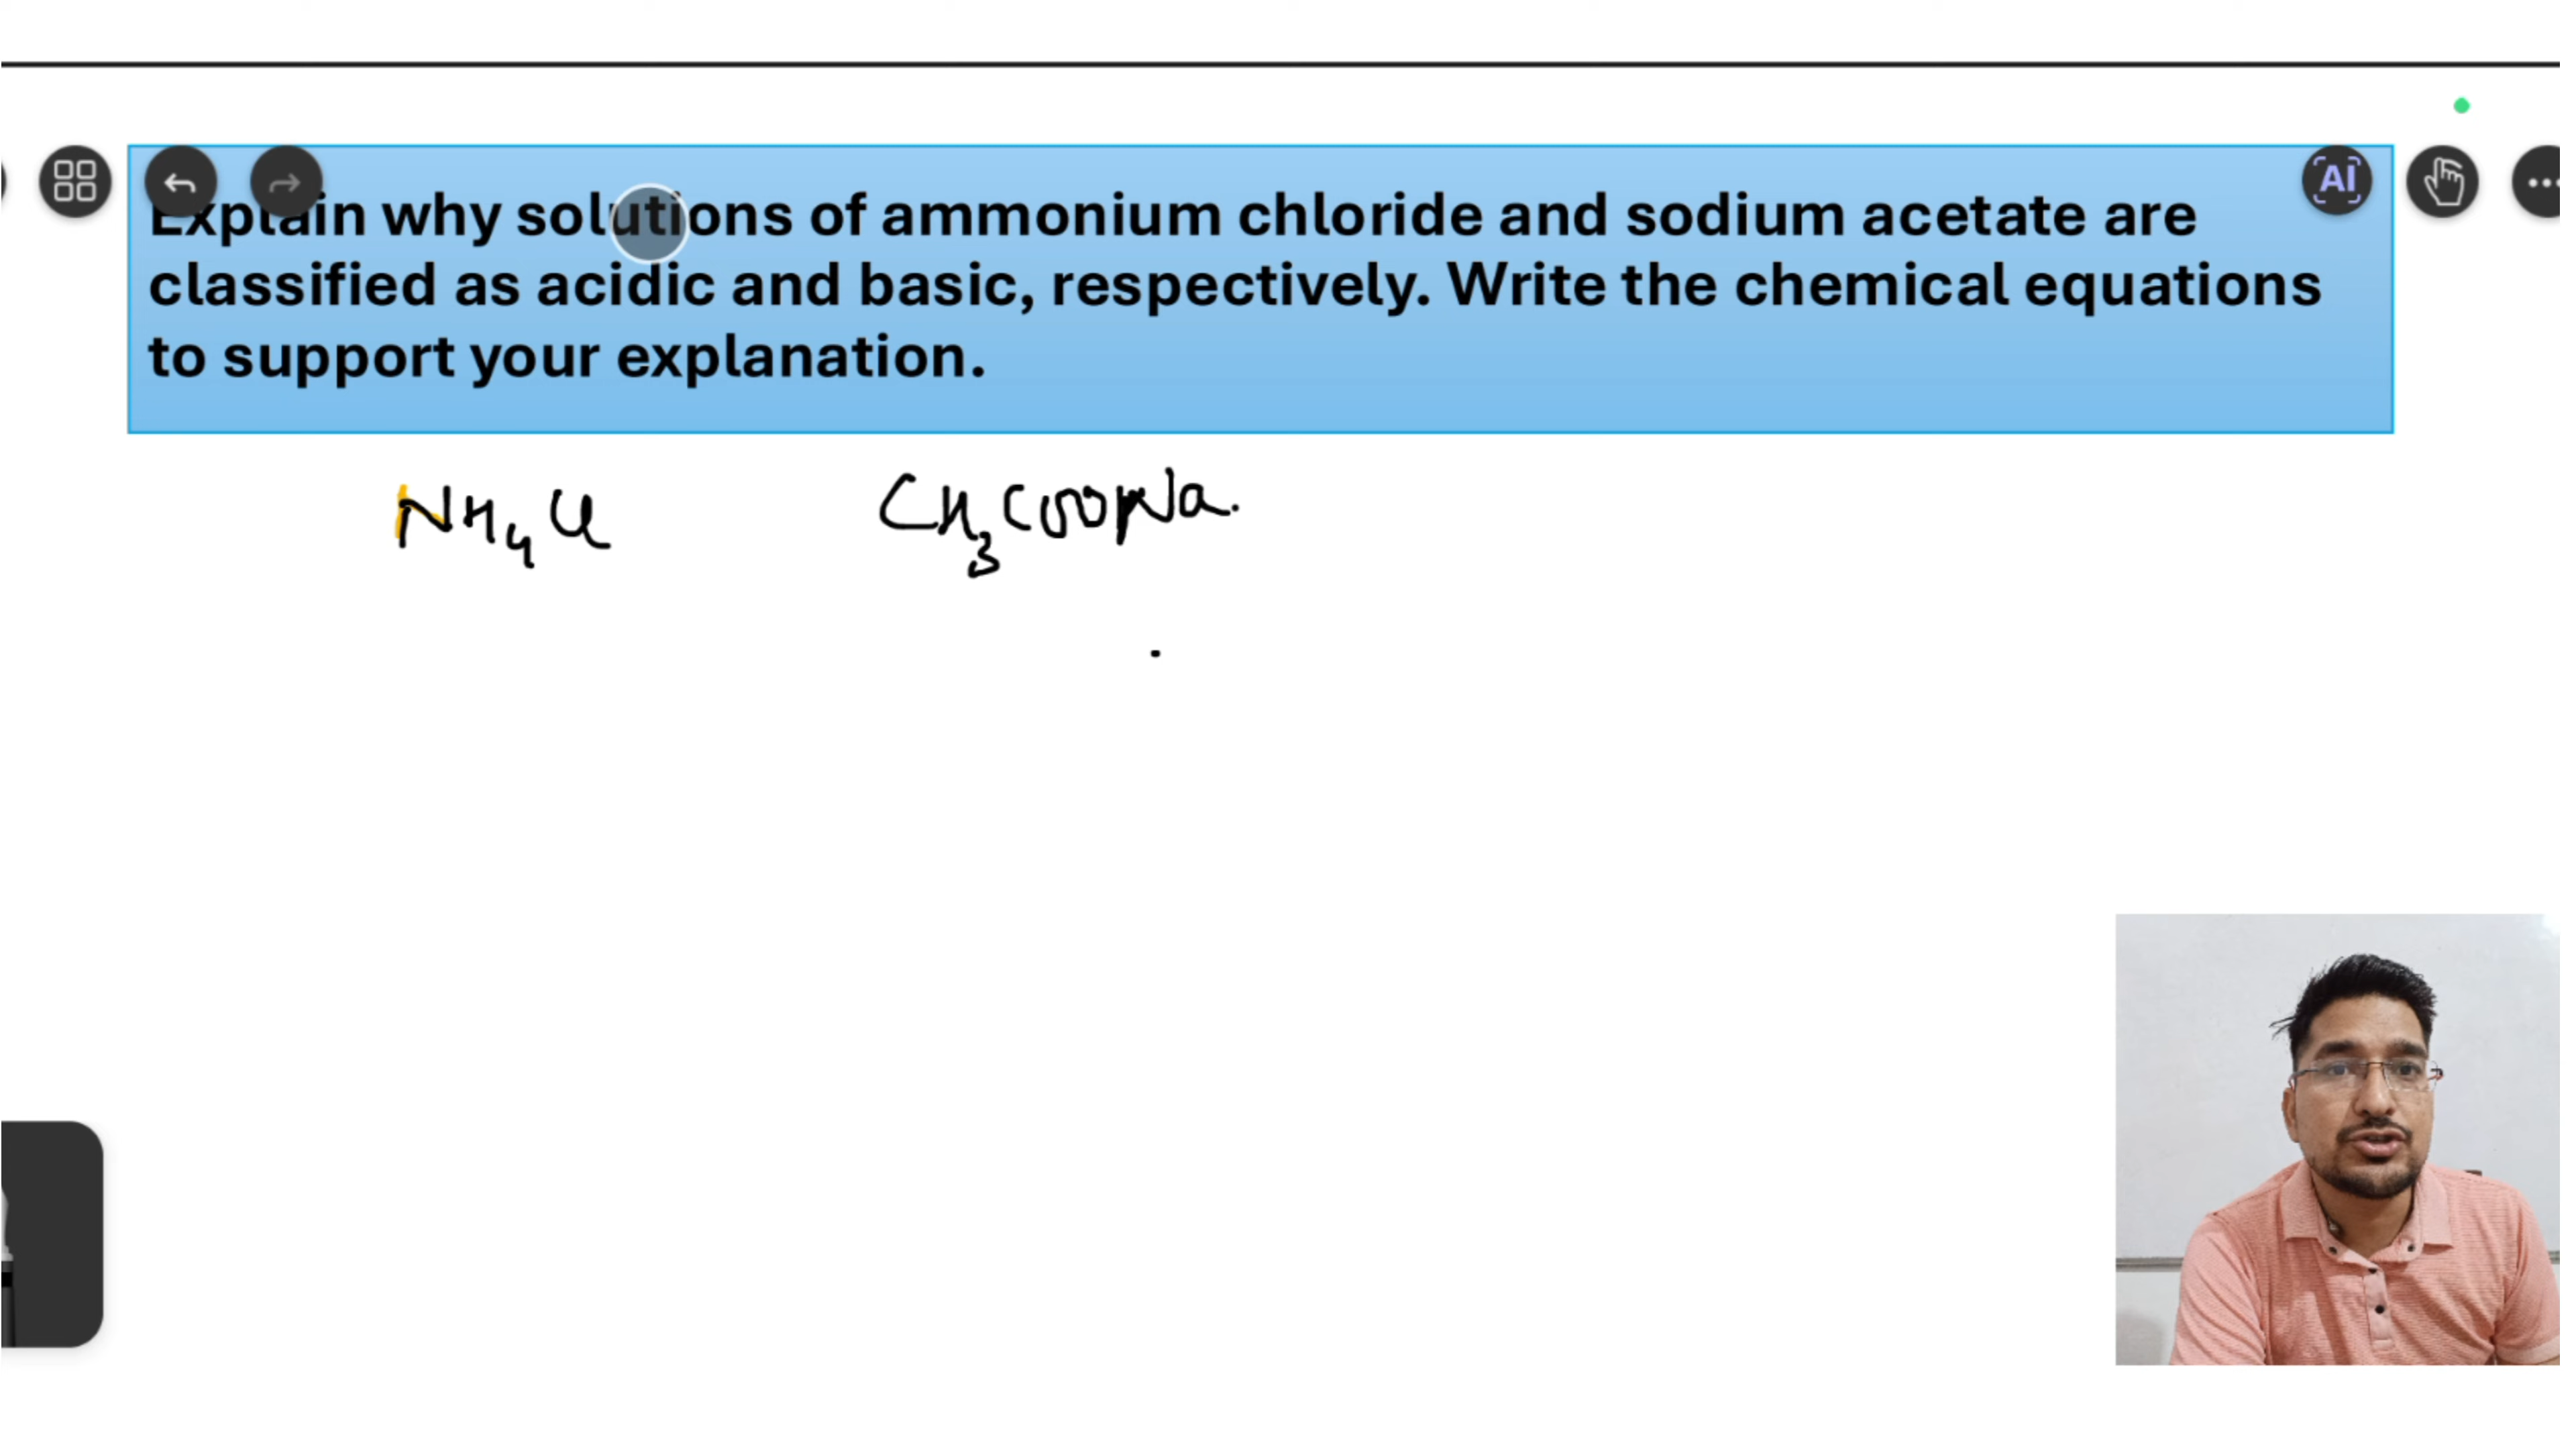 Explain why solutions of ammonium chloride and sodium acetate are
classified as acidic and basic, respectively. Write the chemical equations
to support your explanation.
AI
NH₄Cl CH₃COONa.